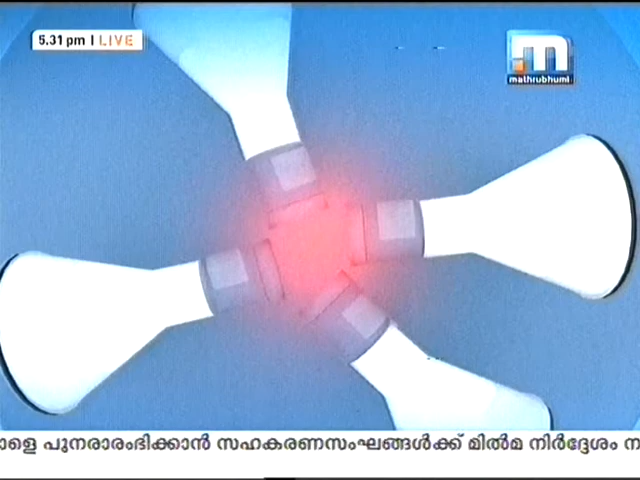 5.31 pm | LIVE
mathrubhumi
പുനരാരംഭിക്കാൻ സഹകരണസംഘങ്ങൾക്ക് മിൽമ നിർദ്ദേശം